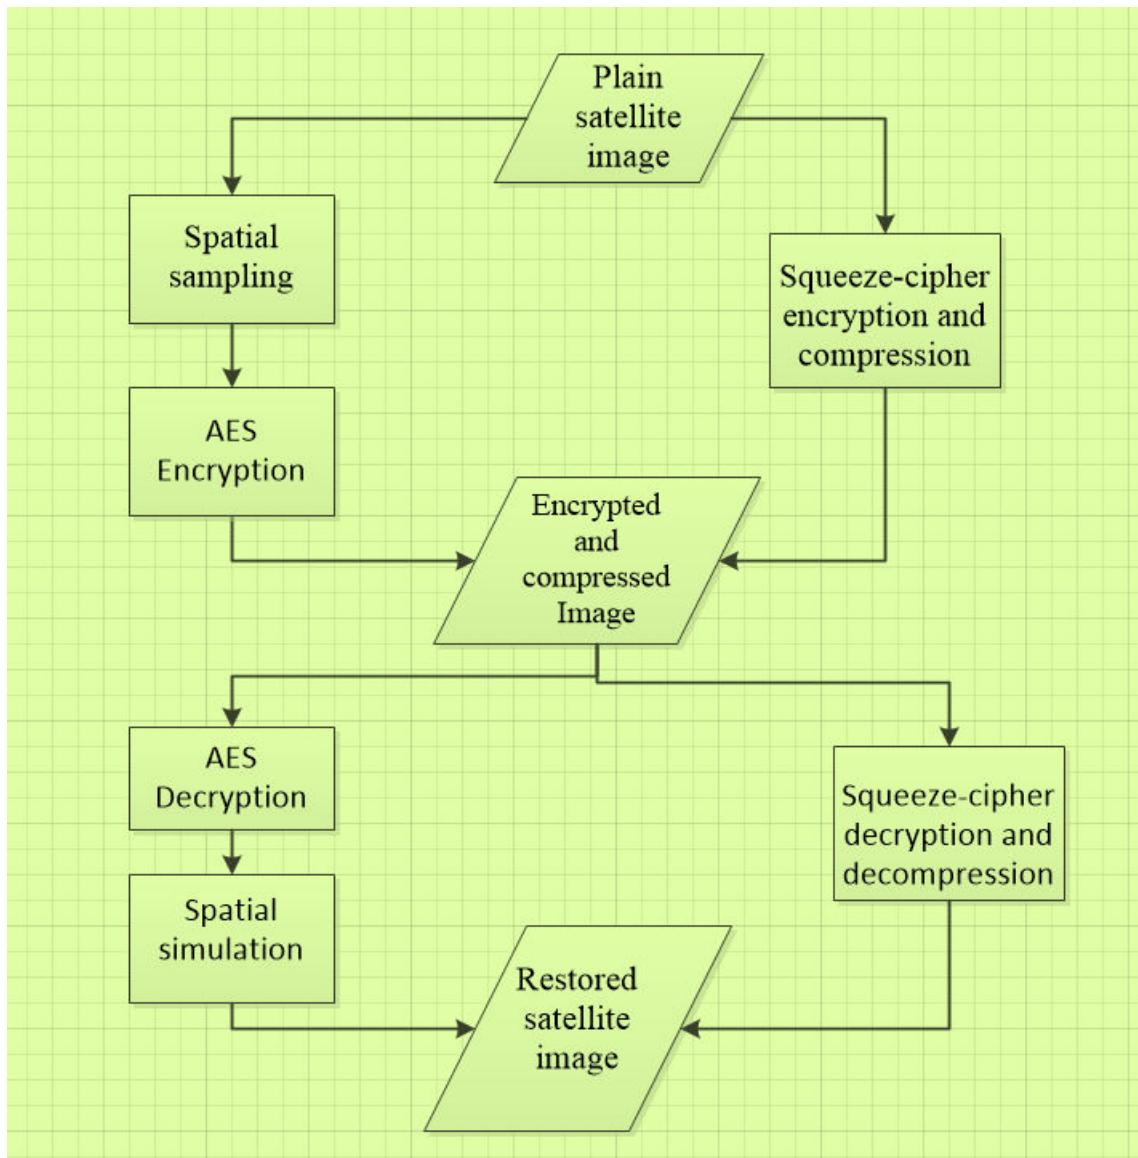 Plain
satellite
image
Spatial
sampling
Squeeze-cipher
encryption and
compression
AES
Encryption
Encrypted
and
compressed
Image
AES
Decryption
Squeeze-cipher
decryption and
decompression
Spatial
simulation
Restored
satellite
image